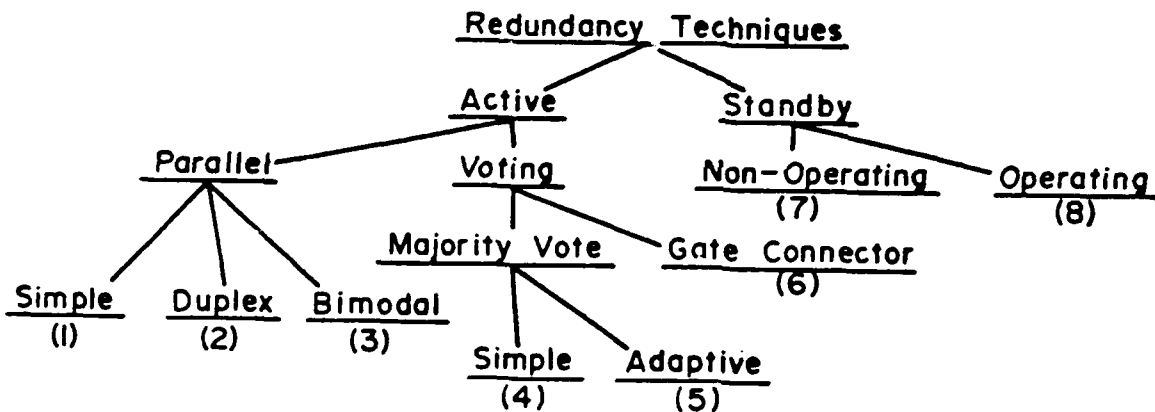 Redundancy Techniques
Active Standby
Parallel Voting Non-Operating Operating
(7) (8)
Majority Vote Gate Connector
(6)
Simple Duplex Bimodal
(1) (2) (3)
Simple Adaptive
(4) (5)